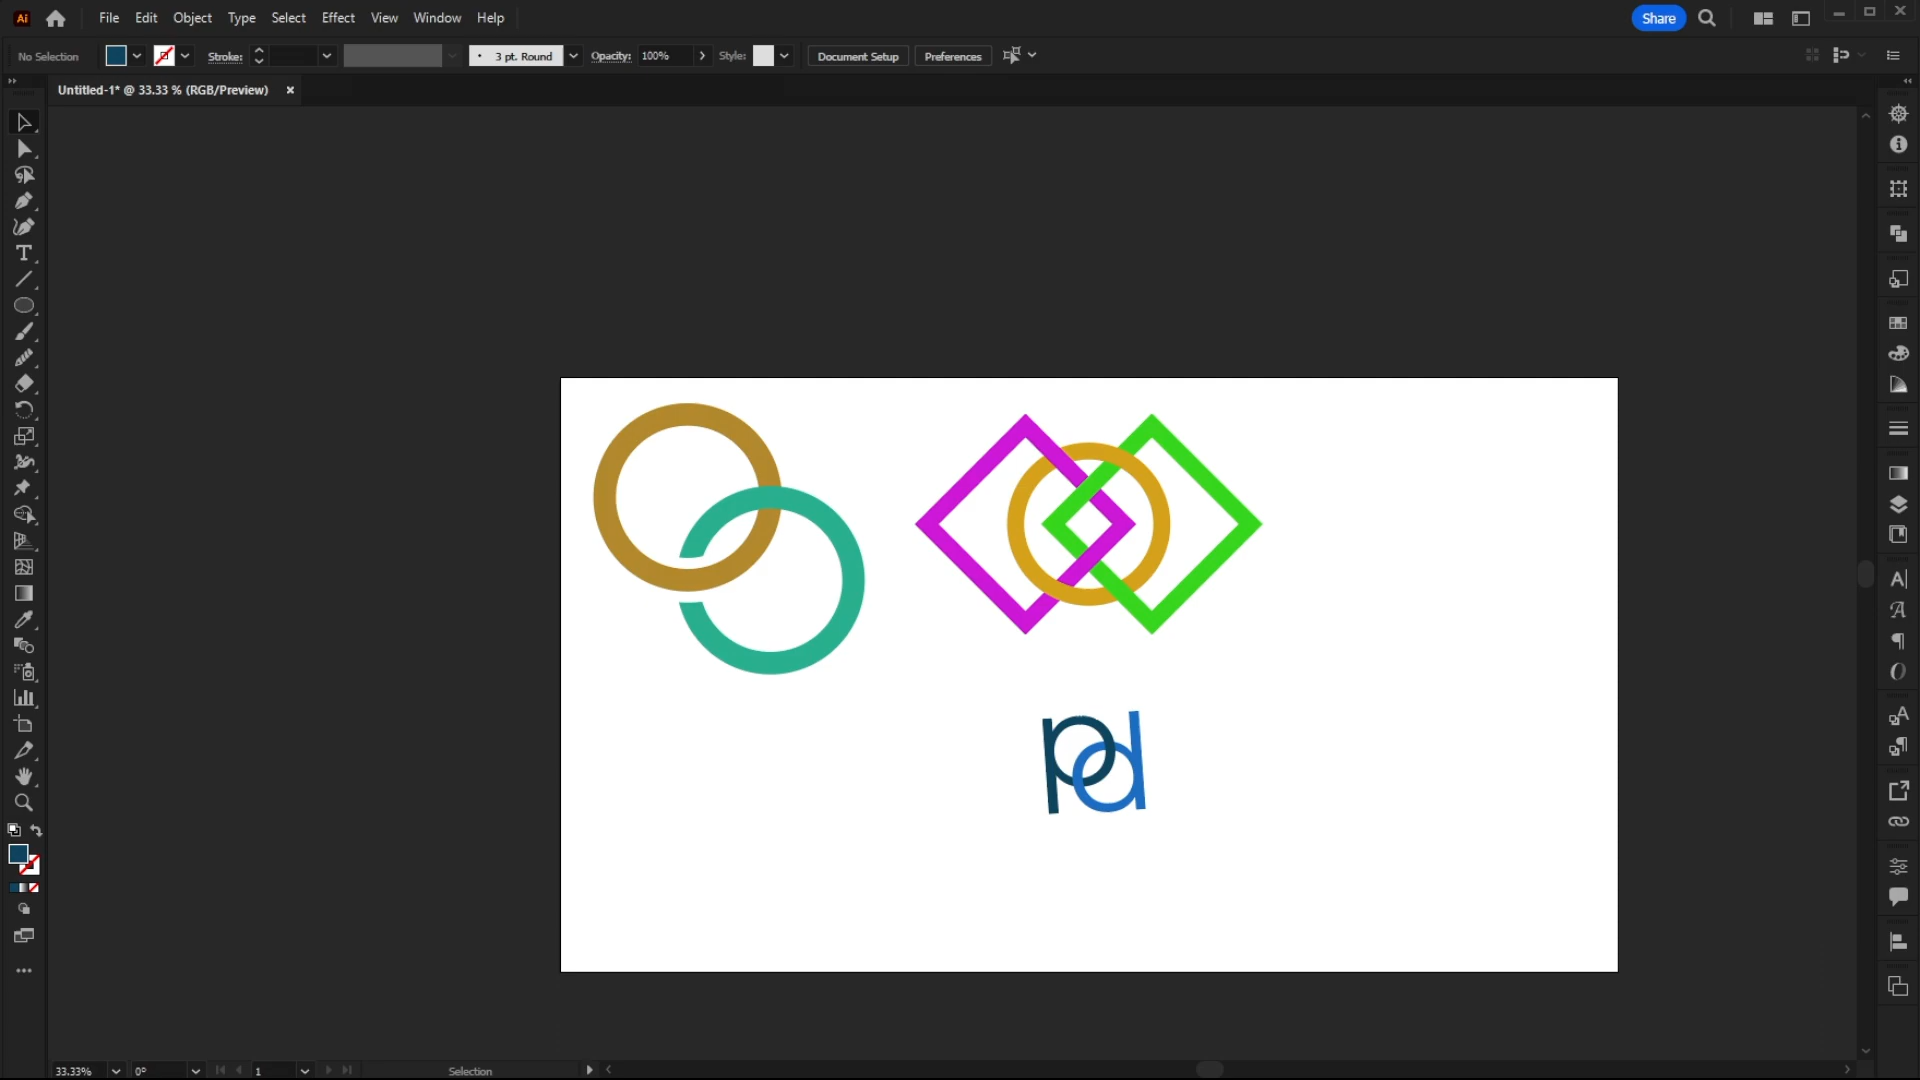 Ai File Edit Object Type Select Effect View Window Help Share
No Selection Stroke: 3 pt. Round Opacity: 100% Style: Document Setup Preferences
Untitled-1* @ 33.33 % (RGB/Preview) ×
pd
33.33% 0° 1 Selection